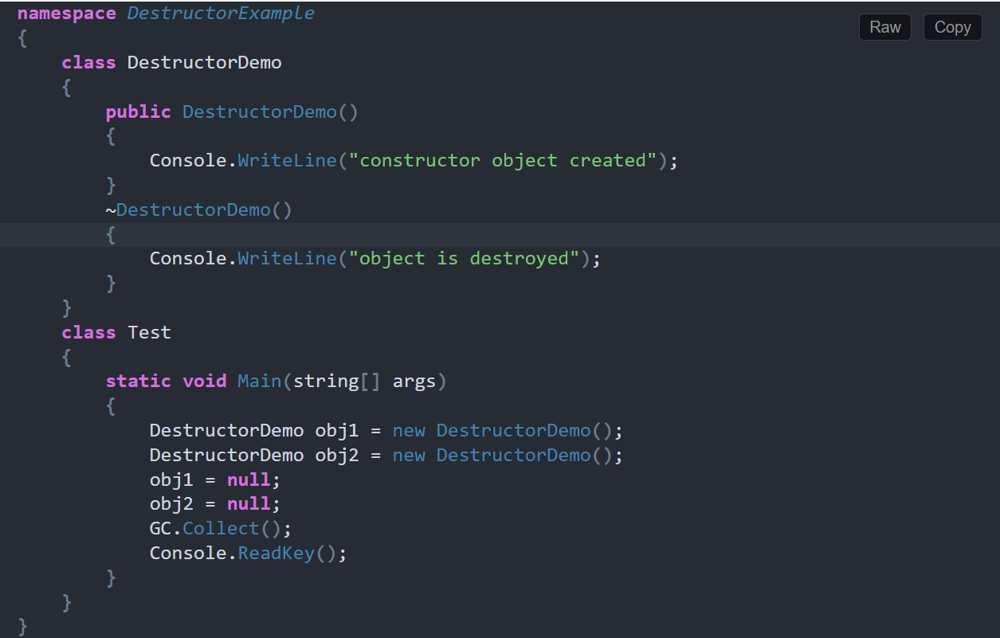 namespace DestructorExample
Raw Copy
{
    class DestructorDemo
    {
        public DestructorDemo()
        {
            Console.WriteLine("constructor object created");
        }
        ~DestructorDemo()
        {
            Console.WriteLine("object is destroyed");
        }
    }
    class Test
    {
        static void Main(string[] args)
        {
            DestructorDemo obj1 = new DestructorDemo();
            DestructorDemo obj2 = new DestructorDemo();
            obj1 = null;
            obj2 = null;
            GC.Collect();
            Console.ReadKey();
        }
    }
}